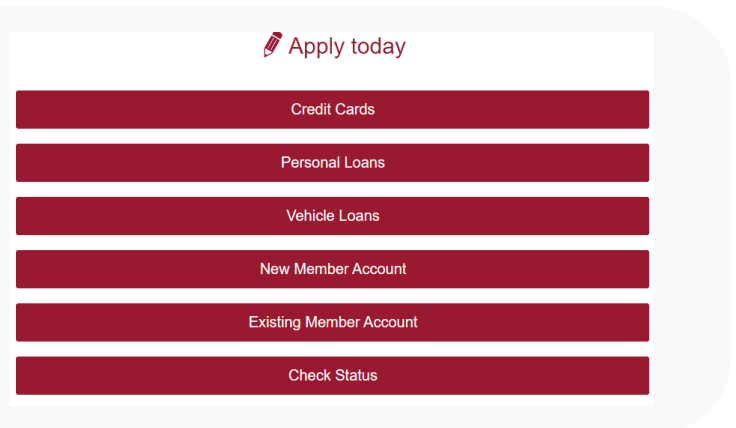 Apply today
Credit Cards
Personal Loans
Vehicle Loans
New Member Account
Existing Member Account
Check Status